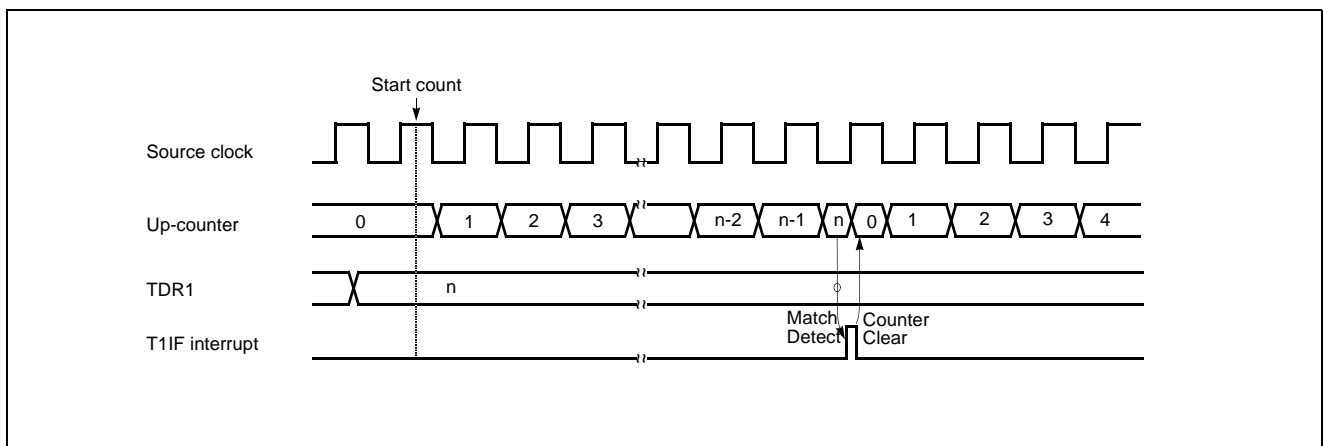 Start count
Source clock
Up-counter 0 1 2 3 n-2 n-1 n 0 1 2 3 4
TDR1 n
Match Counter
Detect Clear
T1IF interrupt